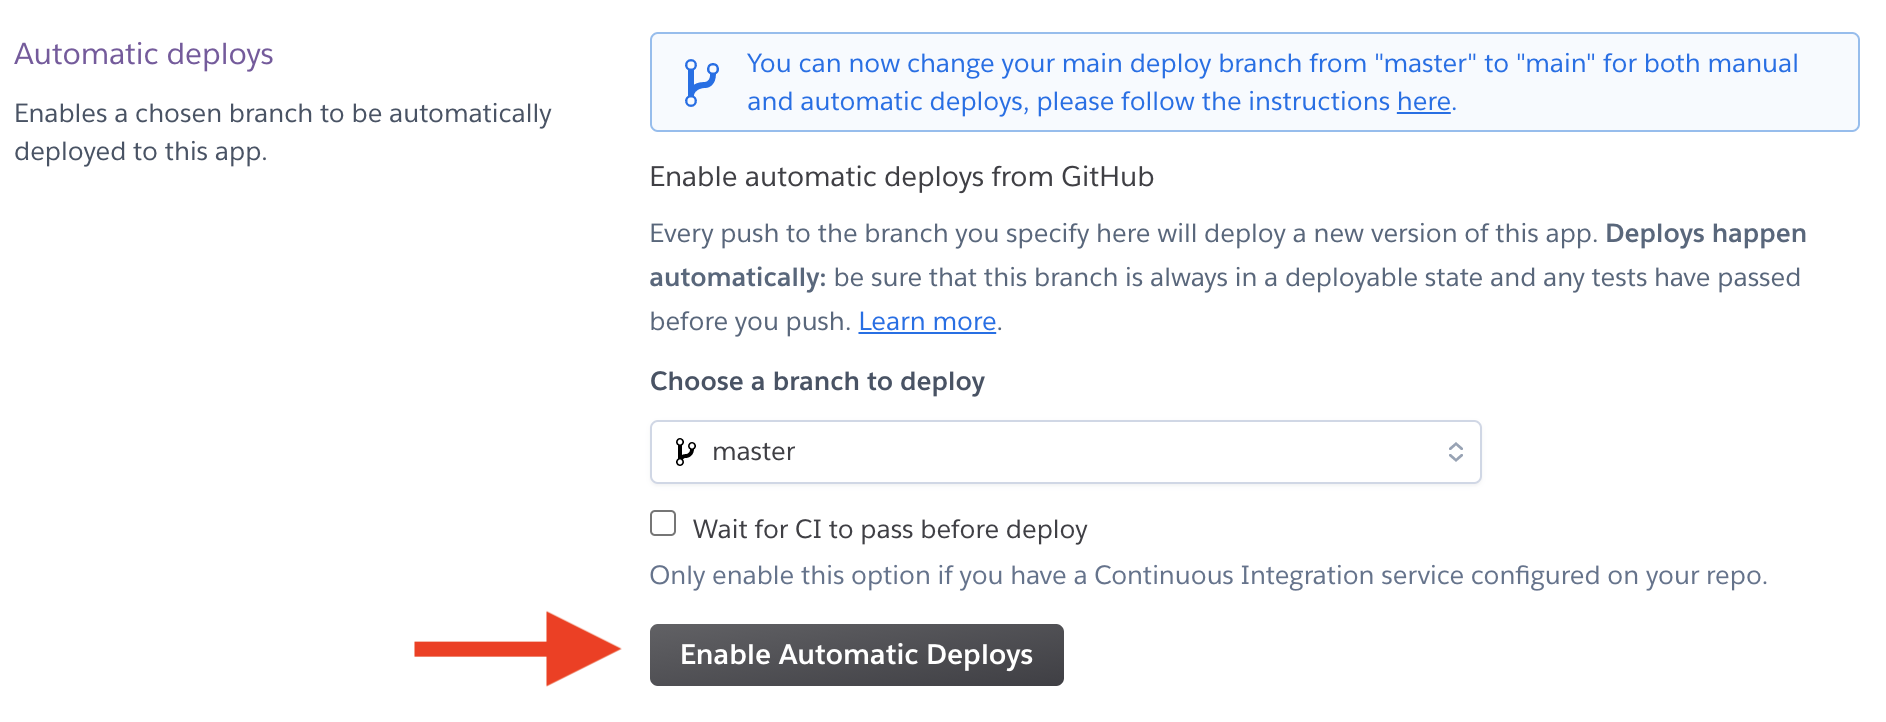 Automatic deploys
Enables a chosen branch to be automatically
deployed to this app.
You can now change your main deploy branch from "master" to "main" for both manual
and automatic deploys, please follow the instructions here.
Enable automatic deploys from GitHub
Every push to the branch you specify here will deploy a new version of this app. Deploys happen
automatically: be sure that this branch is always in a deployable state and any tests have passed
before you push. Learn more.
Choose a branch to deploy
master
Wait for CI to pass before deploy
Only enable this option if you have a Continuous Integration service configured on your repo.
Enable Automatic Deploys